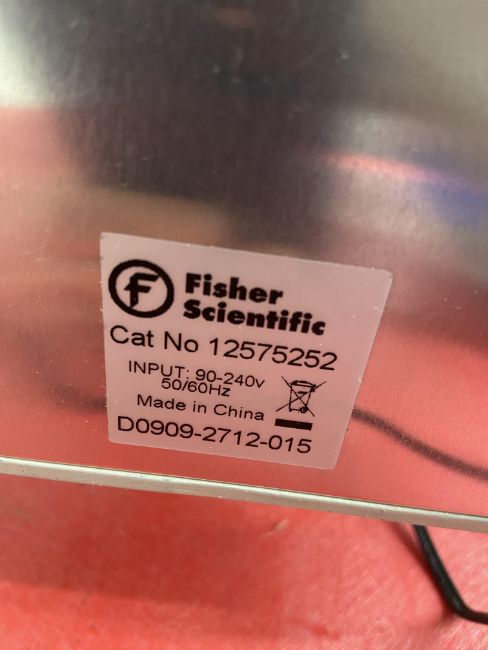 Fisher
Scientific
Cat No 12575252
INPUT: 90-240v
50/60Hz
Made in China
D0909-2712-015